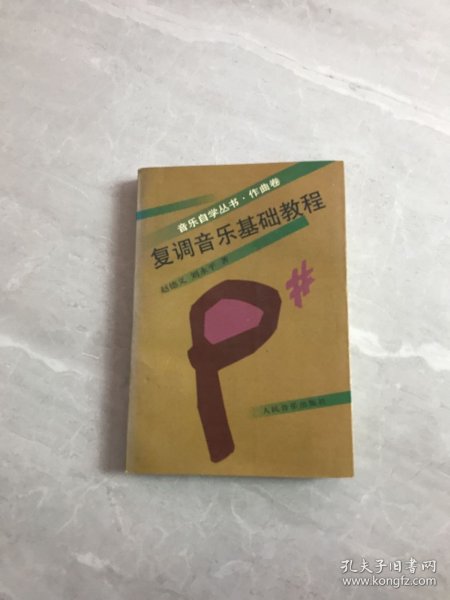 音乐自学丛书·作曲卷
复调音乐基础教程
赵德义 刘永平 著
人民音乐出版社
孔夫子旧书网
www.kongfz.com